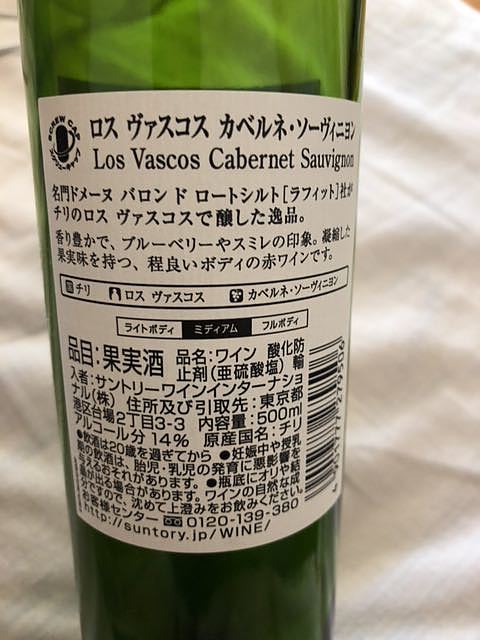 SCREW CAP
ロス ヴァスコス カベルネ・ソーヴィニヨン
Los Vascos Cabernet Sauvignon
名門ドメーヌ バロン ド ロートシルト[ラフィット]社が
チリのロス ヴァスコスで醸した逸品。
香り豊かで、ブルーベリーやスミレの印象。凝縮した
果実味を持つ、程良いボディの赤ワインです。
チリ ロス ヴァスコス カベルネ・ソーヴィニヨン
ライトボディ ミディアム フルボディ
品目:果実酒 品名:ワイン 酸化防
止剤(亜硫酸塩) 輸
入者:サントリーワインインターナショ
ナル(株) 住所及び引取先:東京都
港区台場2丁目3-3 内容量:500ml
アルコール分 14% 原産国名:チリ
●飲酒は20歳を過ぎてから ●妊娠中や授乳
期の飲酒は、胎児・乳児の発育に悪影響を
与えるおそれがあります。●瓶底にオリや結
晶が出る場合があります。ワインの自然な成
分ですので、沈めて上澄みをお飲みください。
お客様センター 0120-139-380
http://suntory.jp/WINE/